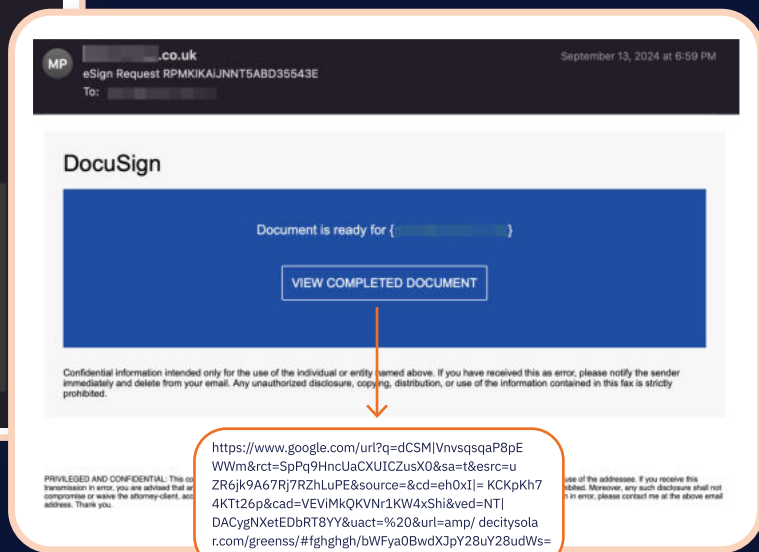 MP
.co.uk
September 13, 2024 at 6:59 PM
eSign Request RPMKIKAiJNNT5ABD35543E
To:
DocuSign
Document is ready for { }
VIEW COMPLETED DOCUMENT
Confidential information intended only for the use of the individual or entity named above. If you have received this as error, please notify the sender
immediately and delete from your email. Any unauthorized disclosure, copying, distribution, or use of the information contained in this fax is strictly
prohibited.
https://www.google.com/url?q=dCSM|VnvsqsqaP8pE
WWm&rct=SpPq9HncUaCXUICZusX0&sa=t&esrc=u
ZR6jk9A67Rj7RZhLuPE&source=&cd=eh0xI|= KCKpKh7
4KTt26p&cad=VEViMkQKVNr1KW4xShi&ved=NT|
DACygNXetEDbRT8YY&uact=%20&url=amp/ decitysola
r.com/greenss/#fghghgh/bWFya0BwdXJpY28uY28udWs=
PRIVILEGED AND CONFIDENTIAL: This use of the addressee. If you receive this
transmission in error, you are advised that Moreover, any such disclosure shall not
compromise or waive the attorney-client, in error, please contact me at the above email
address. Thank you.